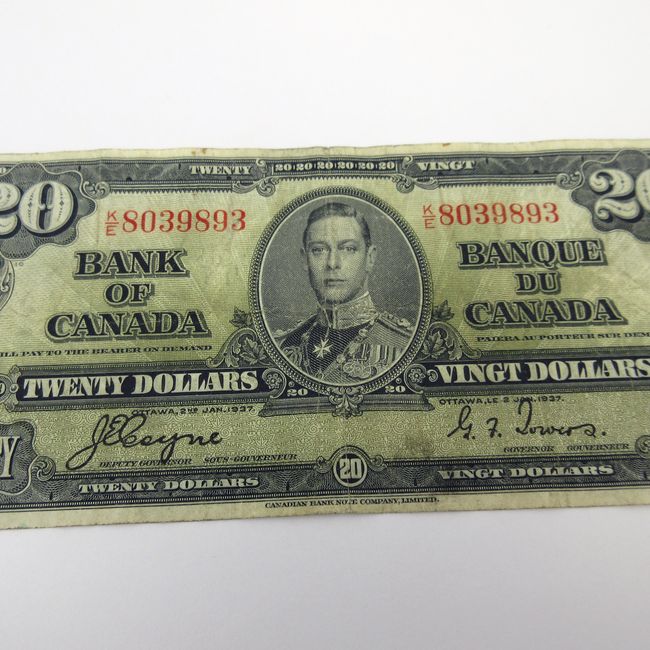 TWENTY 20·20·20·20·20·20 VINGT
20 20
K/E 8039893 K/E 8039893
BANK BANQUE
OF DU
CANADA CANADA
WILL PAY TO THE BEARER ON DEMAND PAIERA AU PORTEUR SUR
TWENTY DOLLARS 20 20 VINGT DOLLARS
OTTAWA, 2ND JAN. 1937. OTTAWA, LE 2 JAN. 1937.
J E Coyne G. F. Towers.
DEPUTY GOVERNOR SOUS-GOUVERNEUR GOVERNOR GOUVERNEUR
TWENTY DOLLARS 20 VINGT DOLLARS
CANADIAN BANK NOTE COMPANY, LIMITED.